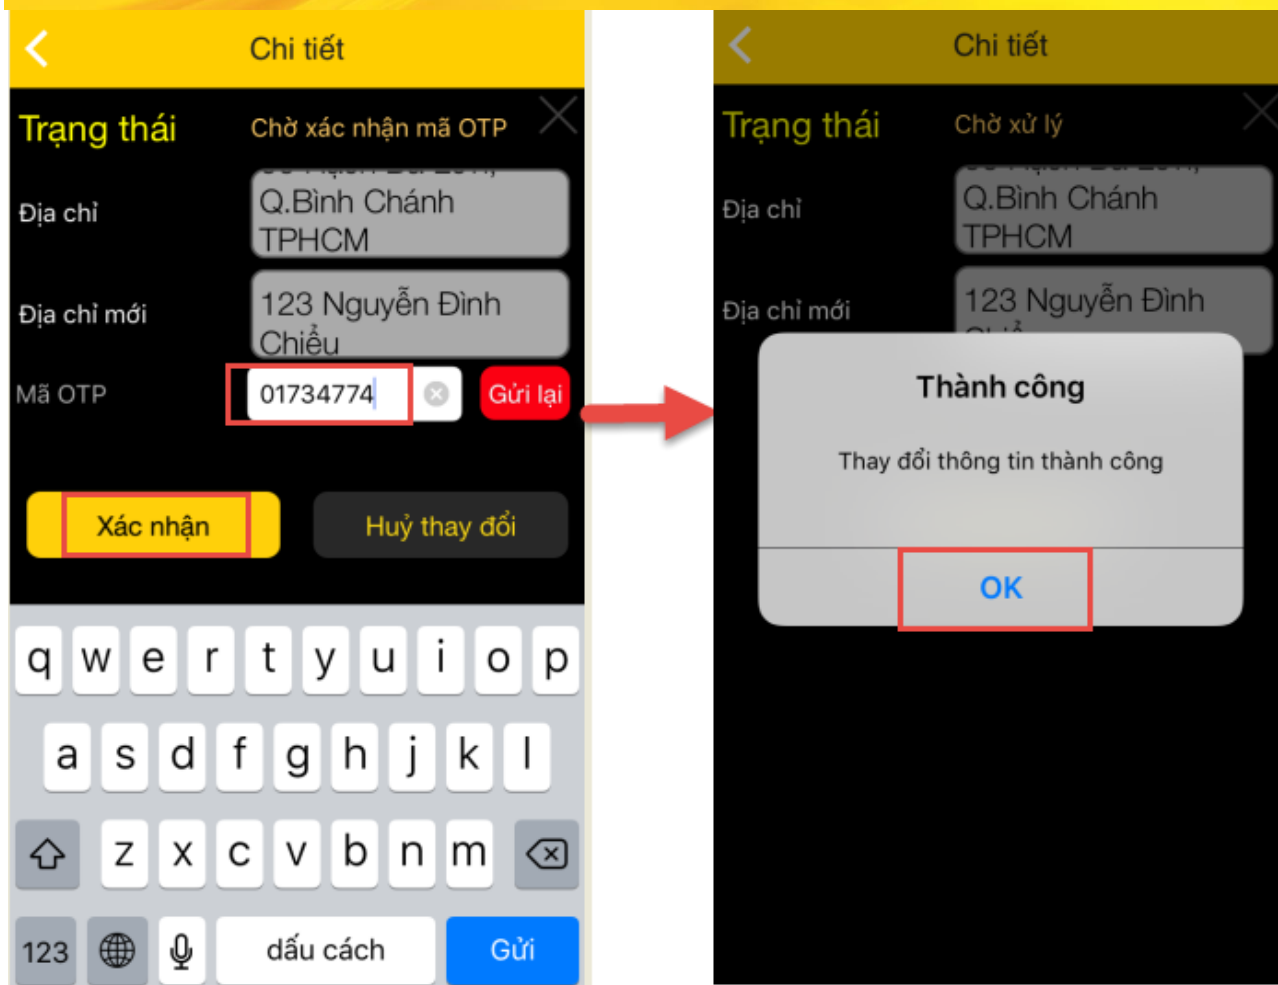 Chi tiết
Trạng thái
Chờ xác nhận mã OTP
Địa chỉ
Q.Bình Chánh
TPHCM
Địa chỉ mới
123 Nguyễn Đình
Chiểu
Mã OTP
01734774
Gửi lại
Xác nhận
Huỷ thay đổi
q w e r t y u i o p
a s d f g h j k l
z x c v b n m
123
dấu cách
Gửi
Chi tiết
Trạng thái
Chờ xử lý
Địa chỉ
Q.Bình Chánh
TPHCM
Địa chỉ mới
123 Nguyễn Đình
Thành công
Thay đổi thông tin thành công
OK